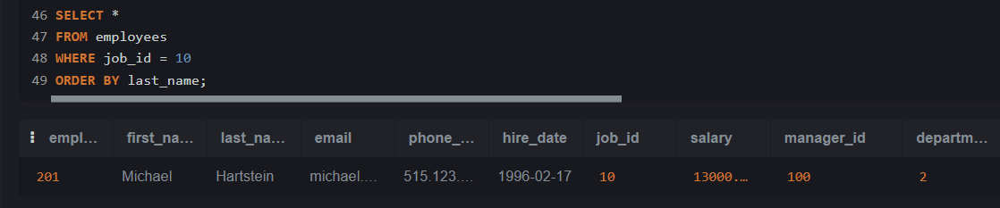 46 SELECT *
47 FROM employees
48 WHERE job_id = 10
49 ORDER BY last_name;
empl... first_na... last_na... email phone_... hire_date job_id salary manager_id departm...
201 Michael Hartstein michael.... 515.123.... 1996-02-17 10 13000.... 100 2